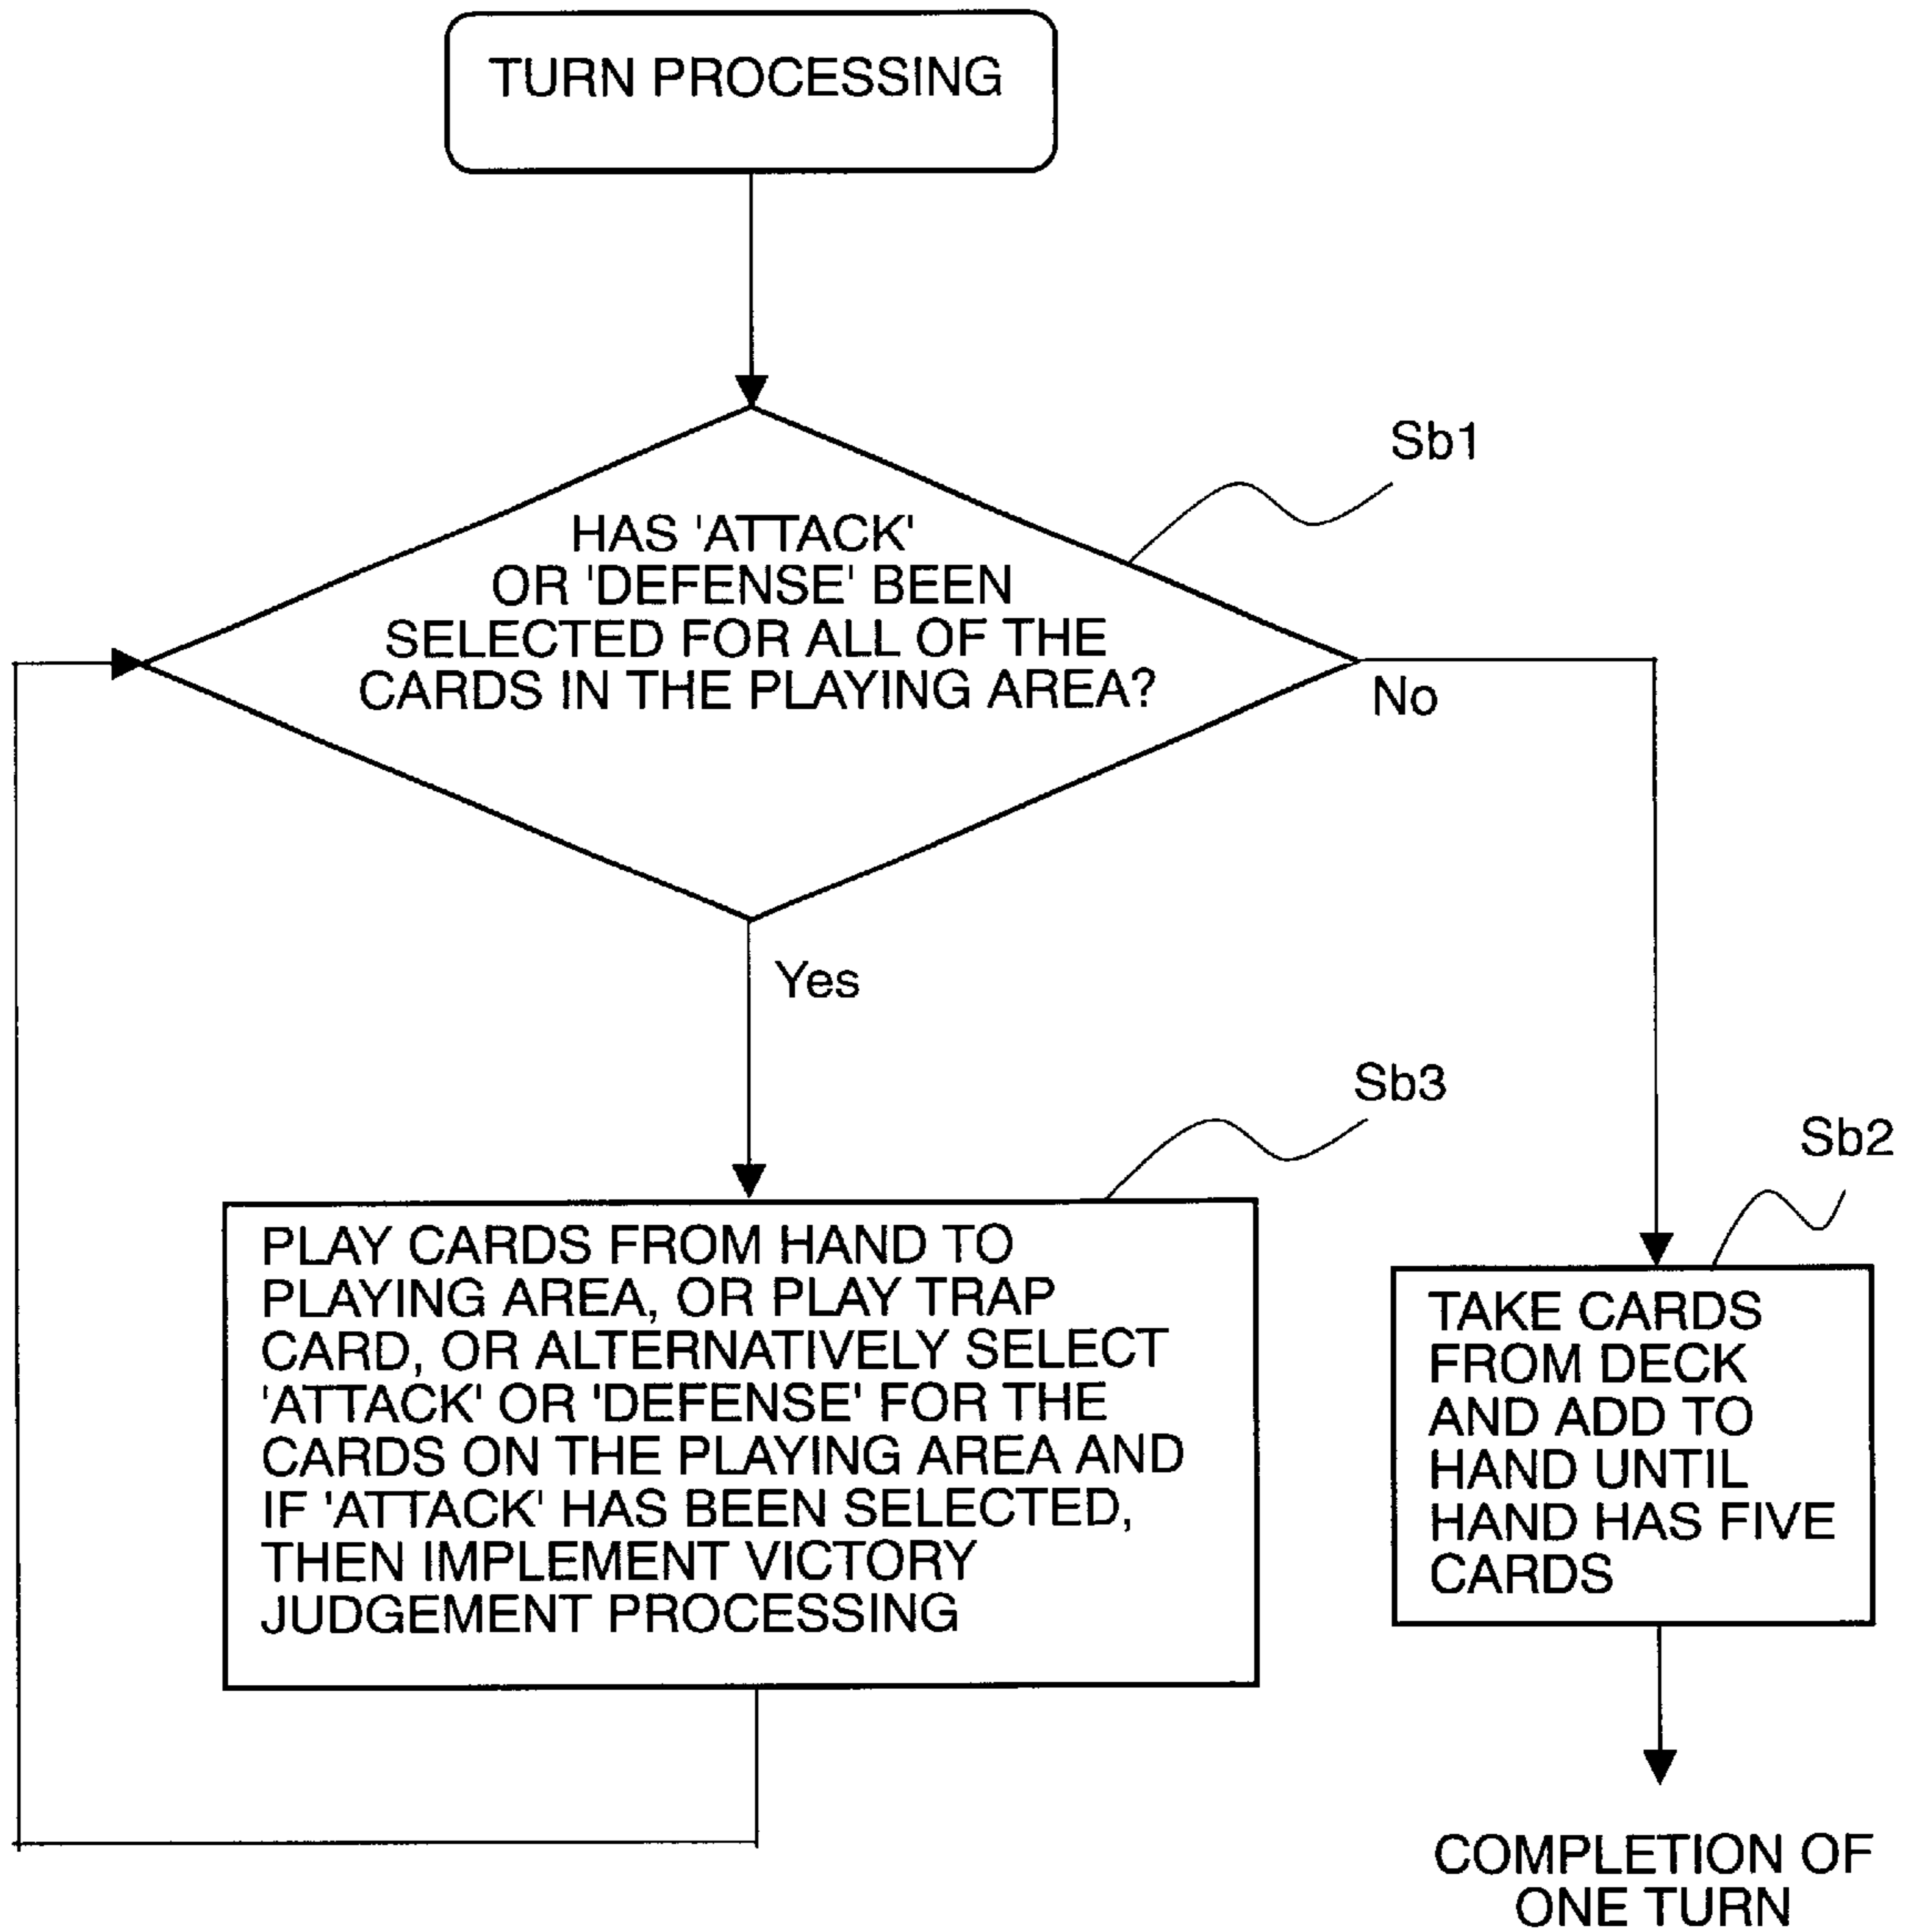 TURN PROCESSING
Sb1
HAS 'ATTACK'
OR 'DEFENSE' BEEN
SELECTED FOR ALL OF THE
CARDS IN THE PLAYING AREA?
No
Yes
Sb3
PLAY CARDS FROM HAND TO
PLAYING AREA, OR PLAY TRAP
CARD, OR ALTERNATIVELY SELECT
'ATTACK' OR 'DEFENSE' FOR THE
CARDS ON THE PLAYING AREA AND
IF 'ATTACK' HAS BEEN SELECTED,
THEN IMPLEMENT VICTORY
JUDGEMENT PROCESSING
Sb2
TAKE CARDS
FROM DECK
AND ADD TO
HAND UNTIL
HAND HAS FIVE
CARDS
COMPLETION OF
ONE TURN